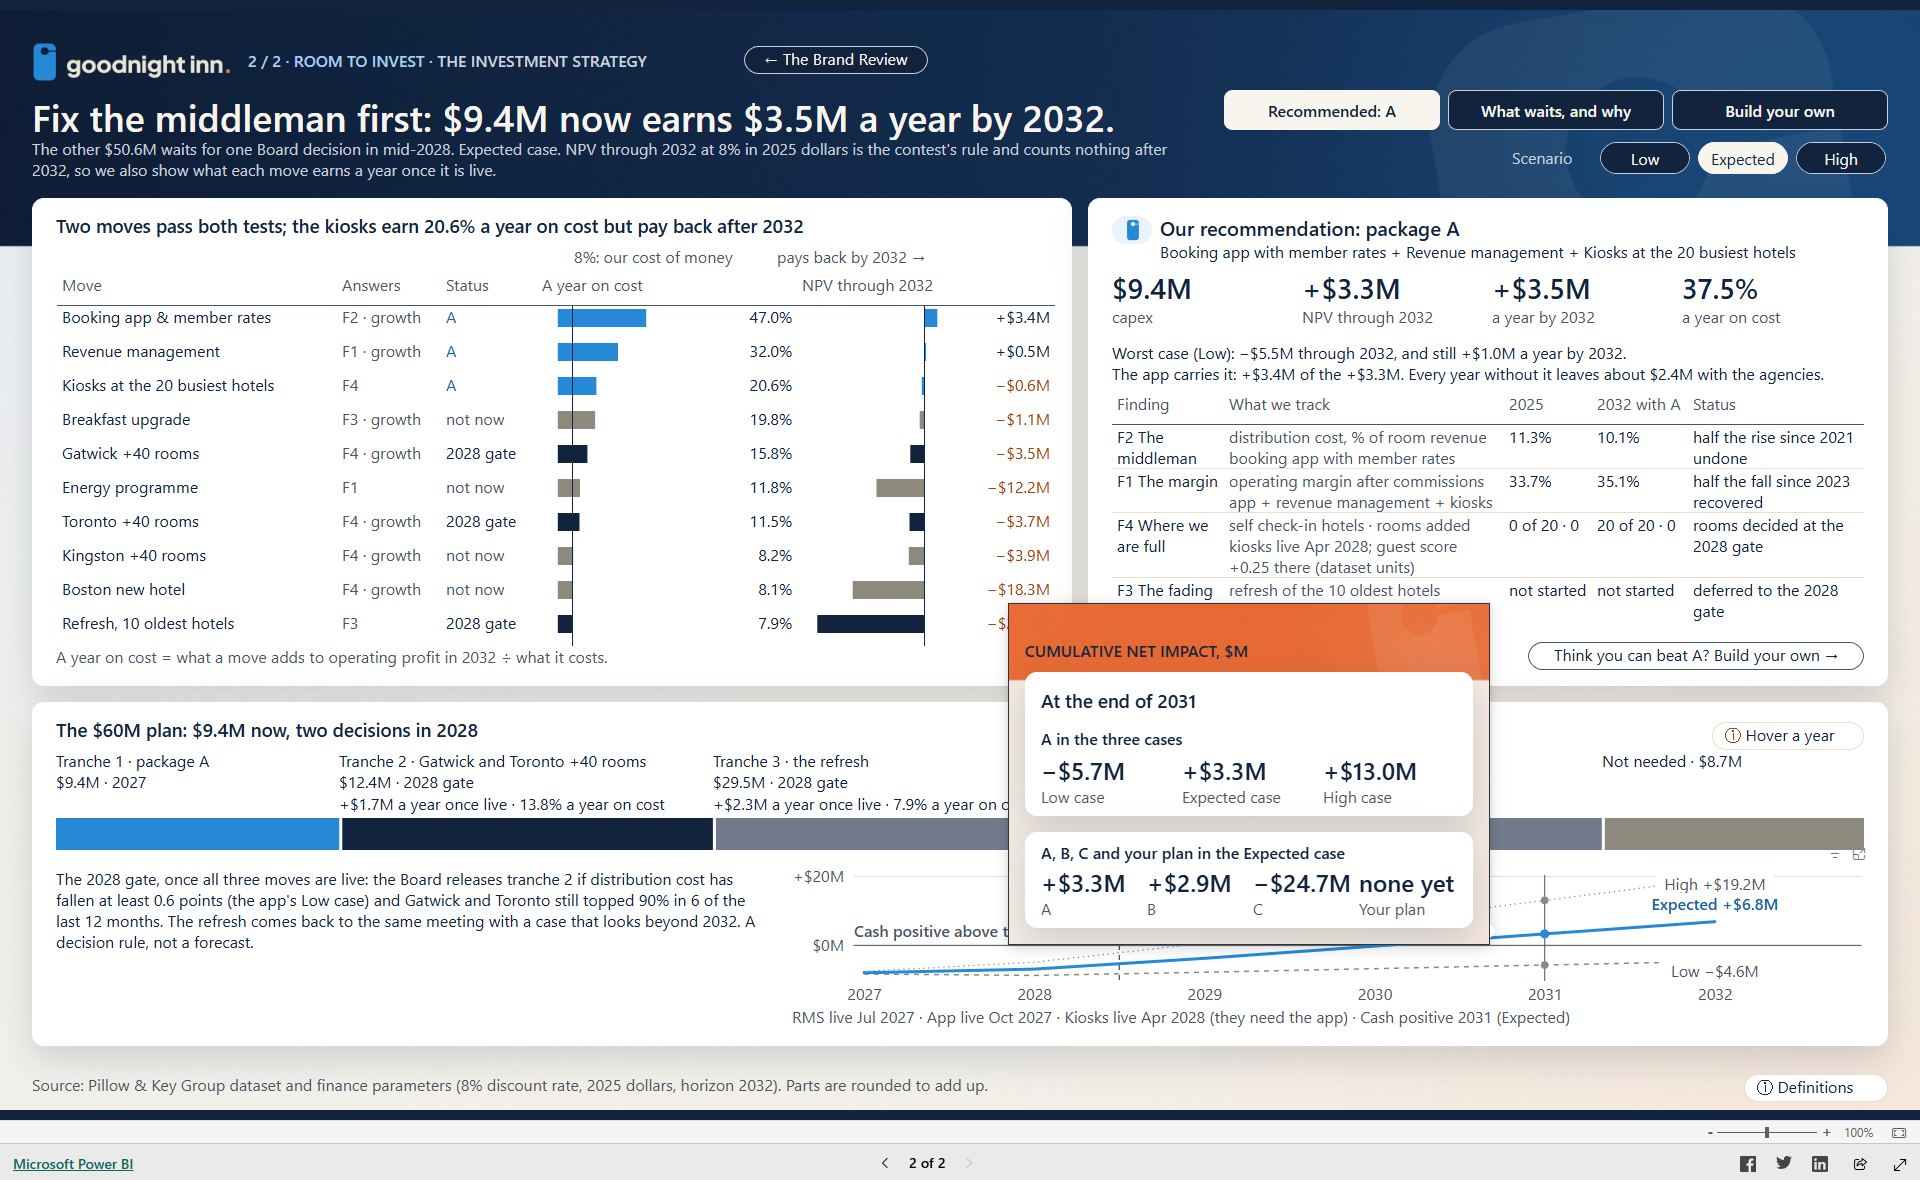 goodnight inn.
2 / 2 · ROOM TO INVEST · THE INVESTMENT STRATEGY
← The Brand Review
Fix the middleman first: $9.4M now earns $3.5M a year by 2032.
The other $50.6M waits for one Board decision in mid-2028. Expected case. NPV through 2032 at 8% in 2025 dollars is the contest's rule and counts nothing after
2032, so we also show what each move earns a year once it is live.
Recommended: A
What waits, and why
Build your own
Scenario
Low
Expected
High
Two moves pass both tests; the kiosks earn 20.6% a year on cost but pay back after 2032
8%: our cost of money
pays back by 2032 →
Move Answers Status A year on cost NPV through 2032
Booking app & member rates F2 · growth A 47.0% +$3.4M
Revenue management F1 · growth A 32.0% +$0.5M
Kiosks at the 20 busiest hotels F4 A 20.6% −$0.6M
Breakfast upgrade F3 · growth not now 19.8% −$1.1M
Gatwick +40 rooms F4 · growth 2028 gate 15.8% −$3.5M
Energy programme F1 not now 11.8% −$12.2M
Toronto +40 rooms F4 · growth 2028 gate 11.5% −$3.7M
Kingston +40 rooms F4 · growth not now 8.2% −$3.9M
Boston new hotel F4 · growth not now 8.1% −$18.3M
Refresh, 10 oldest hotels F3 2028 gate 7.9% −$
A year on cost = what a move adds to operating profit in 2032 ÷ what it costs.
Our recommendation: package A
Booking app with member rates + Revenue management + Kiosks at the 20 busiest hotels
$9.4M +$3.3M +$3.5M 37.5%
capex NPV through 2032 a year by 2032 a year on cost
Worst case (Low): −$5.5M through 2032, and still +$1.0M a year by 2032.
The app carries it: +$3.4M of the +$3.3M. Every year without it leaves about $2.4M with the agencies.
Finding What we track 2025 2032 with A Status
F2 The distribution cost, % of room revenue 11.3% 10.1% half the rise since 2021
middleman booking app with member rates undone
F1 The margin operating margin after commissions 33.7% 35.1% half the fall since 2023
app + revenue management + kiosks recovered
F4 Where we self check-in hotels · rooms added 0 of 20 · 0 20 of 20 · 0 rooms decided at the
are full kiosks live Apr 2028; guest score 2028 gate
+0.25 there (dataset units)
F3 The fading refresh of the 10 oldest hotels not started not started deferred to the 2028
gate
Think you can beat A? Build your own →
CUMULATIVE NET IMPACT, $M
At the end of 2031
A in the three cases
−$5.7M +$3.3M +$13.0M
Low case Expected case High case
A, B, C and your plan in the Expected case
+$3.3M +$2.9M −$24.7M none yet
A B C Your plan
The $60M plan: $9.4M now, two decisions in 2028
ⓘ Hover a year
Tranche 1 · package A Tranche 2 · Gatwick and Toronto +40 rooms Tranche 3 · the refresh Not needed · $8.7M
$9.4M · 2027 $12.4M · 2028 gate $29.5M · 2028 gate
+$1.7M a year once live · 13.8% a year on cost +$2.3M a year once live · 7.9% a year on c
The 2028 gate, once all three moves are live: the Board releases tranche 2 if distribution cost has
fallen at least 0.6 points (the app's Low case) and Gatwick and Toronto still topped 90% in 6 of the
last 12 months. The refresh comes back to the same meeting with a case that looks beyond 2032. A
decision rule, not a forecast.
+$20M
High +$19.2M
Expected +$6.8M
Cash positive above t
$0M
Low −$4.6M
2027 2028 2029 2030 2031 2032
RMS live Jul 2027 · App live Oct 2027 · Kiosks live Apr 2028 (they need the app) · Cash positive 2031 (Expected)
Source: Pillow & Key Group dataset and finance parameters (8% discount rate, 2025 dollars, horizon 2032). Parts are rounded to add up.
ⓘ Definitions
- + 100%
Microsoft Power BI
2 of 2